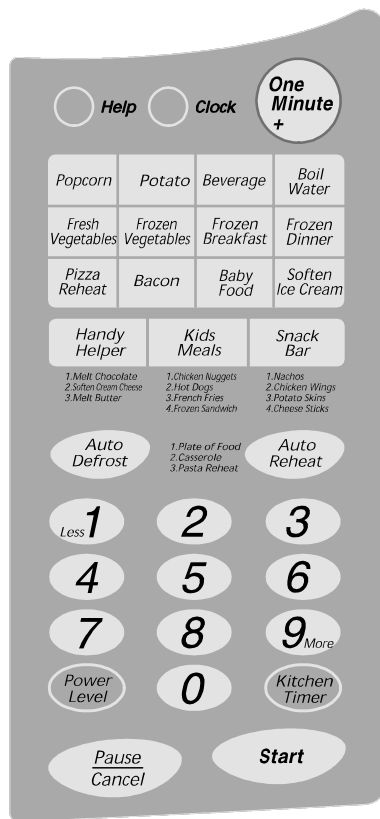 Help
Clock
One
Minute
+
Popcorn
Potato
Beverage
Boil
Water
Fresh
Vegetables
Frozen
Vegetables
Frozen
Breakfast
Frozen
Dinner
Pizza
Reheat
Bacon
Baby
Food
Soften
Ice Cream
Handy
Helper
Kids
Meals
Snack
Bar
1.Melt Chocolate
2.Soften Cream Cheese
3.Melt Butter
1.Chicken Nuggets
2.Hot Dogs
3.French Fries
4.Frozen Sandwich
1.Nachos
2.Chicken Wings
3.Potato Skins
4.Cheese Sticks
Auto
Defrost
1.Plate of Food
2.Casserole
3.Pasta Reheat
Auto
Reheat
Less 1
2
3
4
5
6
7
8
9 More
Power
Level
0
Kitchen
Timer
Pause
Cancel
Start